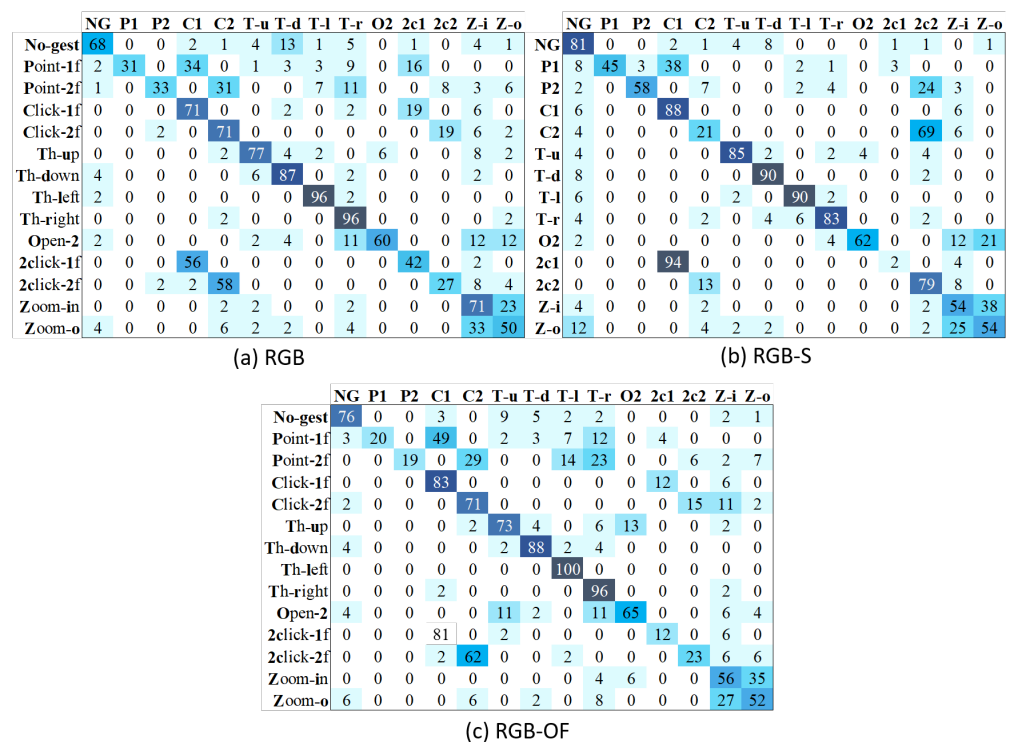 NG P1 P2 C1 C2 T-u T-d T-l T-r O2 2c1 2c2 Z-i Z-o
No-gest 68 0 0 2 1 4 13 1 5 0 1 0 4 1
Point-1f 2 31 0 34 0 1 3 3 9 0 16 0 0 0
Point-2f 1 0 33 0 31 0 0 7 11 0 0 8 3 6
Click-1f 0 0 0 71 0 0 2 0 2 0 19 0 6 0
Click-2f 0 0 2 0 71 0 0 0 0 0 0 19 6 2
Th-up 0 0 0 0 2 77 4 2 0 6 0 0 8 2
Th-down 4 0 0 0 0 6 87 0 2 0 0 0 2 0
Th-left 2 0 0 0 0 0 0 96 2 0 0 0 0 0
Th-right 0 0 0 0 2 0 0 0 96 0 0 0 0 2
Open-2 2 0 0 0 0 2 4 0 11 60 0 0 12 12
2click-1f 0 0 0 56 0 0 0 0 0 0 42 0 2 0
2click-2f 0 0 2 2 58 0 0 0 0 0 0 27 8 4
Zoom-in 0 0 0 0 2 2 0 0 2 0 0 0 71 23
Zoom-o 4 0 0 0 6 2 2 0 4 0 0 0 33 50
(a) RGB
NG P1 P2 C1 C2 T-u T-d T-l T-r O2 2c1 2c2 Z-i Z-o
NG 81 0 0 2 1 4 8 0 0 0 1 1 0 1
P1 8 45 3 38 0 0 0 2 1 0 3 0 0 0
P2 2 0 58 0 7 0 0 2 4 0 0 24 3 0
C1 6 0 0 88 0 0 0 0 0 0 0 0 6 0
C2 4 0 0 0 21 0 0 0 0 0 0 69 6 0
T-u 4 0 0 0 0 85 2 0 2 4 0 4 0 0
T-d 8 0 0 0 0 0 90 0 0 0 0 2 0 0
T-l 6 0 0 0 0 2 0 90 2 0 0 0 0 0
T-r 4 0 0 0 2 0 4 6 83 0 0 2 0 0
O2 2 0 0 0 0 0 0 0 4 62 0 0 12 21
2c1 0 0 0 94 0 0 0 0 0 0 2 0 4 0
2c2 0 0 0 0 13 0 0 0 0 0 0 79 8 0
Z-i 4 0 0 0 2 0 0 0 0 0 0 2 54 38
Z-o 12 0 0 0 4 2 2 0 0 0 0 2 25 54
(b) RGB-S
NG P1 P2 C1 C2 T-u T-d T-l T-r O2 2c1 2c2 Z-i Z-o
No-gest 76 0 0 3 0 9 5 2 2 0 0 0 2 1
Point-1f 3 20 0 49 0 2 3 7 12 0 4 0 0 0
Point-2f 0 0 19 0 29 0 0 14 23 0 0 6 2 7
Click-1f 0 0 0 83 0 0 0 0 0 0 12 0 6 0
Click-2f 2 0 0 0 71 0 0 0 0 0 0 15 11 2
Th-up 0 0 0 0 2 73 4 0 6 13 0 0 2 0
Th-down 4 0 0 0 0 2 88 2 4 0 0 0 0 0
Th-left 0 0 0 0 0 0 0 100 0 0 0 0 0 0
Th-right 0 0 0 2 0 0 0 0 96 0 0 0 2 0
Open-2 4 0 0 0 0 11 2 0 11 65 0 0 6 4
2click-1f 0 0 0 81 0 2 0 0 0 0 12 0 6 0
2click-2f 0 0 0 2 62 0 0 2 0 0 0 23 6 6
Zoom-in 0 0 0 0 0 0 0 0 4 6 0 0 56 35
Zoom-o 6 0 0 0 6 0 2 0 8 0 0 0 27 52
(c) RGB-OF